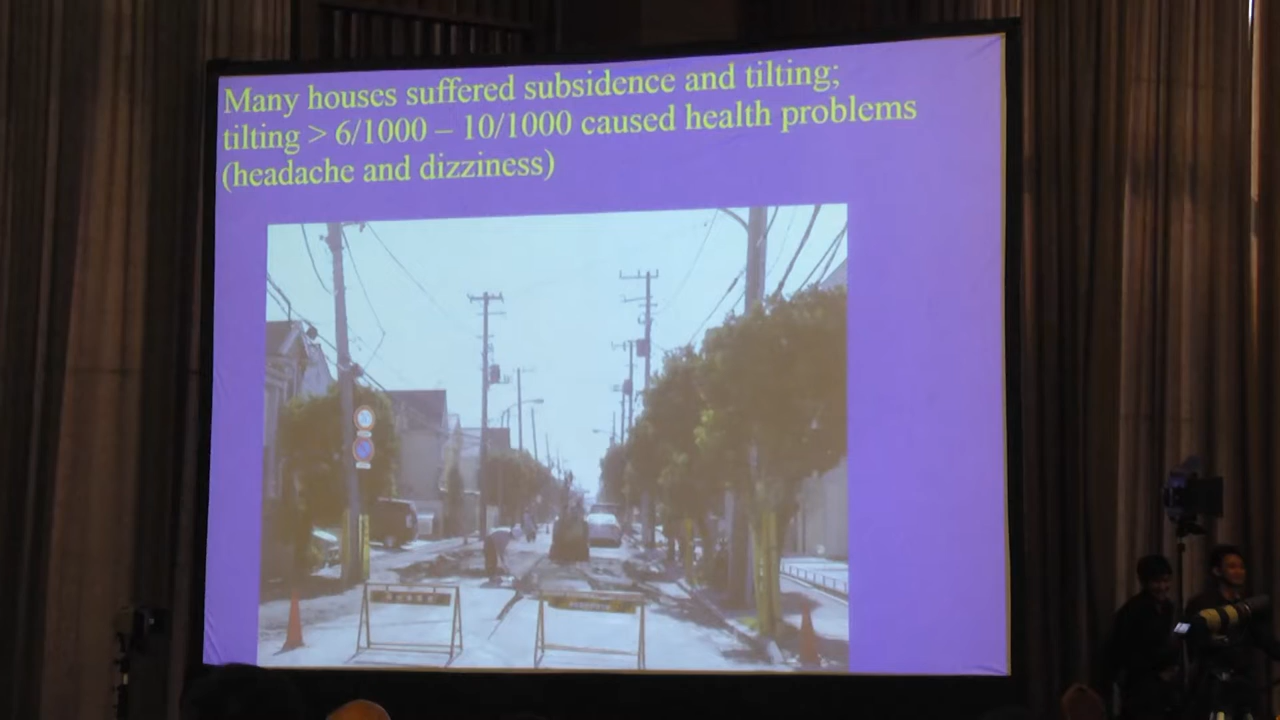 Many houses suffered subsidence and tilting;
tilting > 6/1000 – 10/1000 caused health problems
(headache and dizziness)